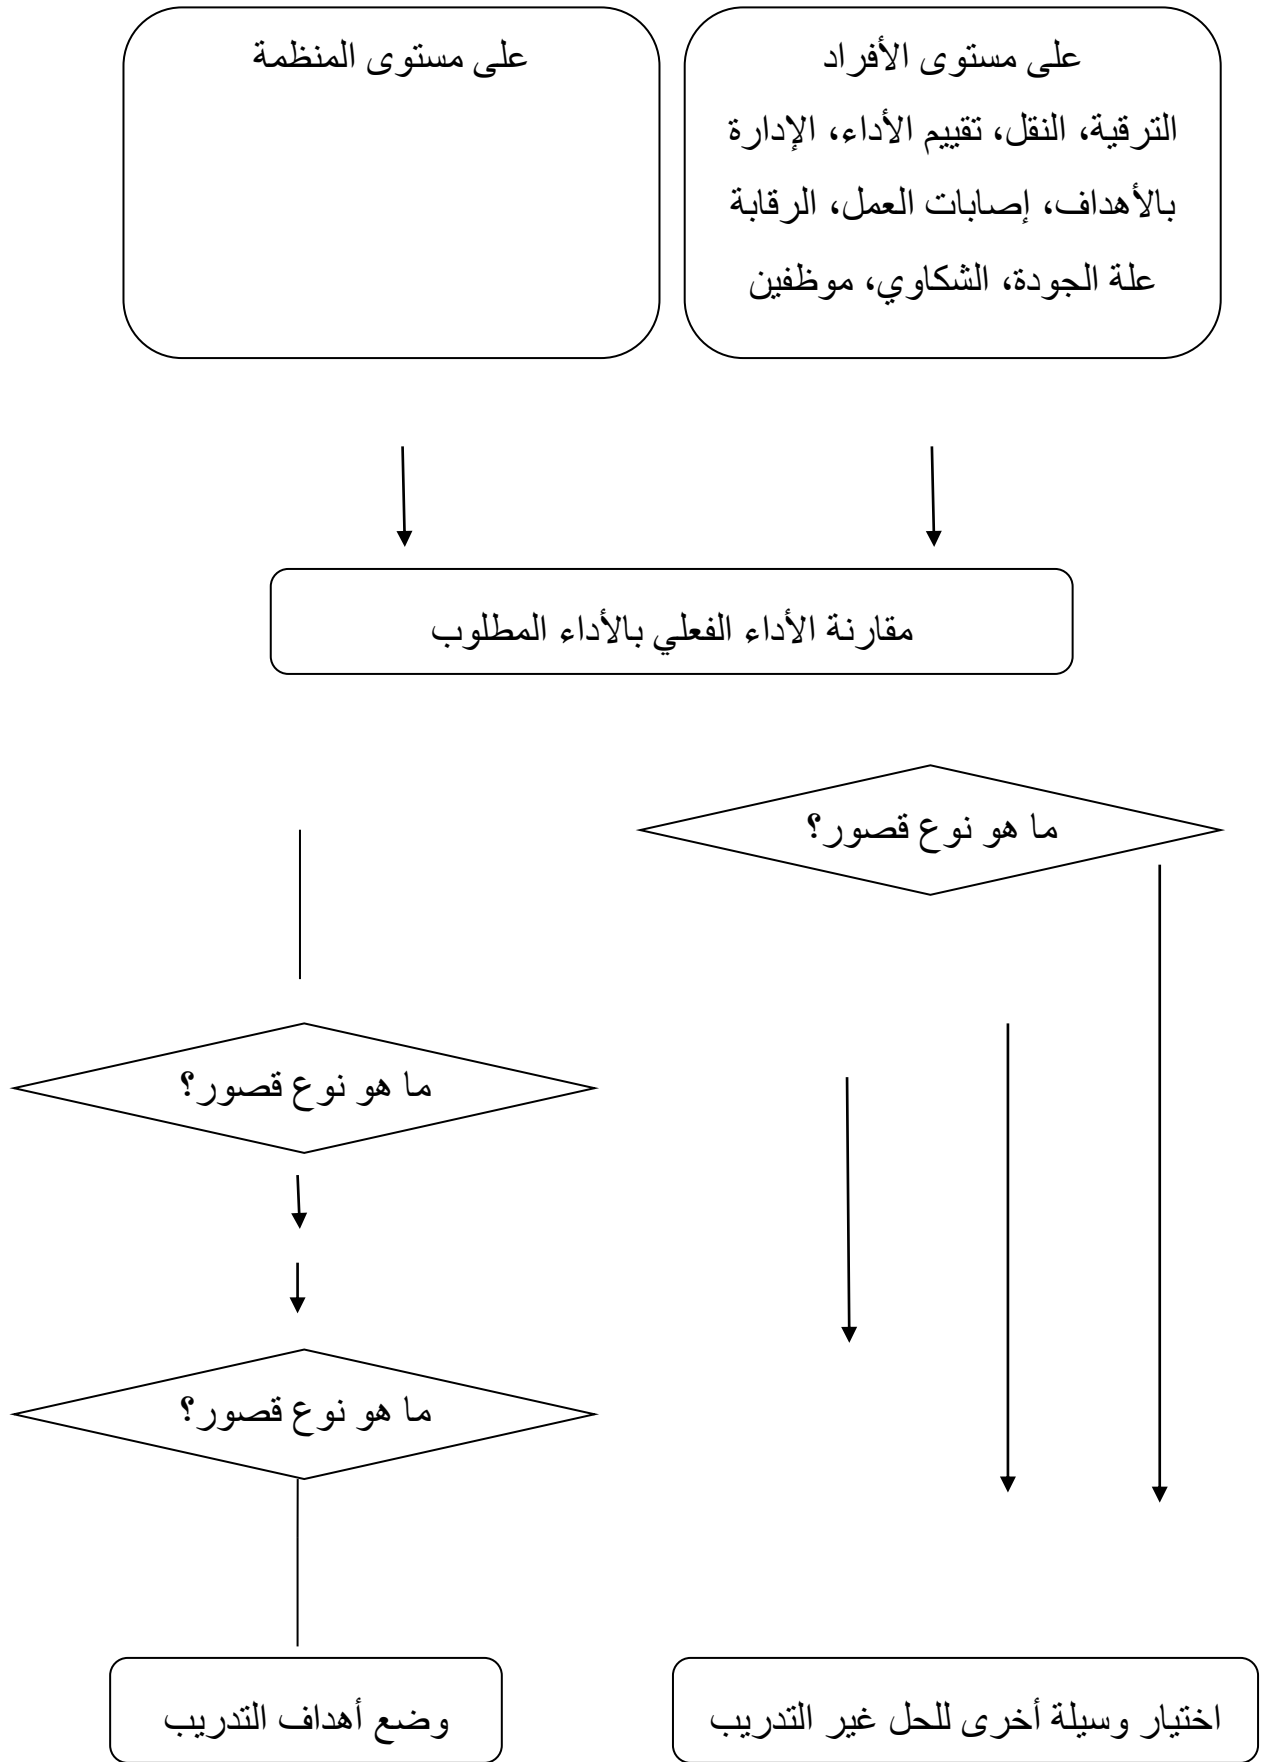 على مستوى الأفراد
الترقية، النقل، تقييم الأداء، الإدارة
بالأهداف، إصابات العمل، الرقابة
علة الجودة، الشكاوي، موظفين
على مستوى المنظمة
مقارنة الأداء الفعلي بالأداء المطلوب
ما هو نوع قصور؟
ما هو نوع قصور؟
ما هو نوع قصور؟
اختيار وسيلة أخرى للحل غير التدريب
وضع أهداف التدريب